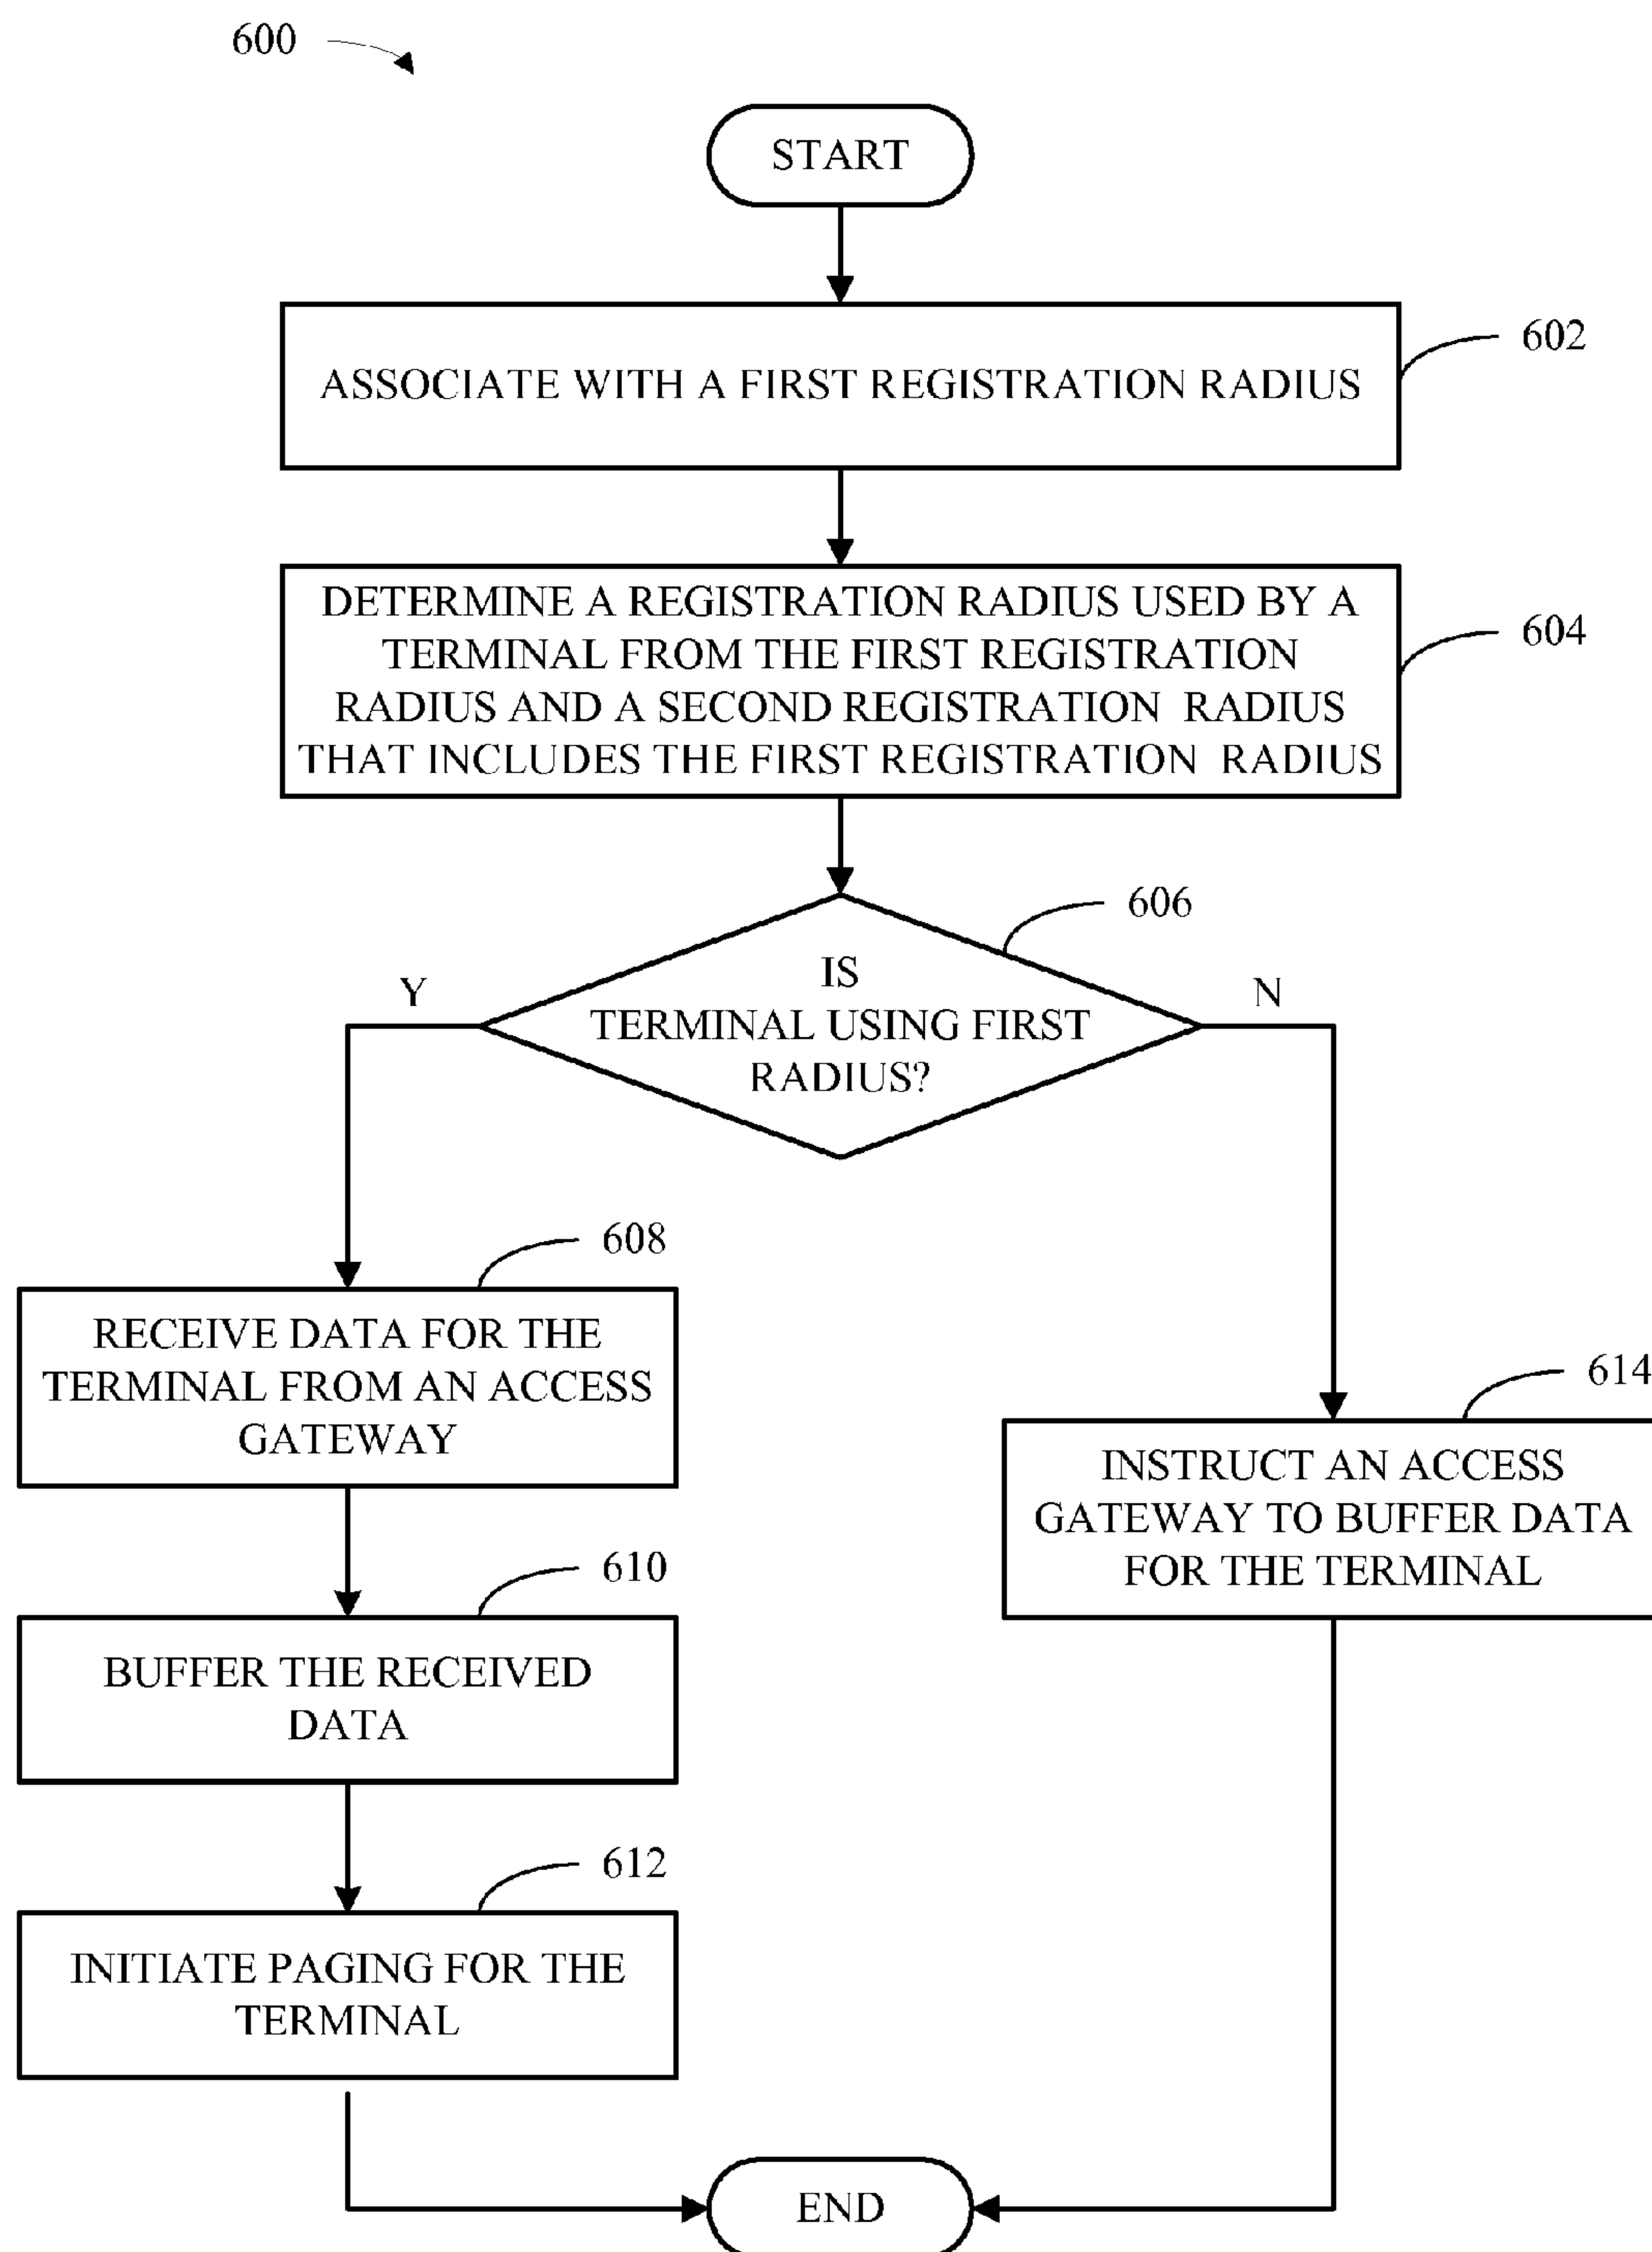 600
START
ASSOCIATE WITH A FIRST REGISTRATION RADIUS
602
DETERMINE A REGISTRATION RADIUS USED BY A
TERMINAL FROM THE FIRST REGISTRATION
RADIUS AND A SECOND REGISTRATION RADIUS
THAT INCLUDES THE FIRST REGISTRATION RADIUS
604
606
IS
TERMINAL USING FIRST
RADIUS?
Y
N
608
RECEIVE DATA FOR THE
TERMINAL FROM AN ACCESS
GATEWAY
610
BUFFER THE RECEIVED
DATA
612
INITIATE PAGING FOR THE
TERMINAL
614
INSTRUCT AN ACCESS
GATEWAY TO BUFFER DATA
FOR THE TERMINAL
END